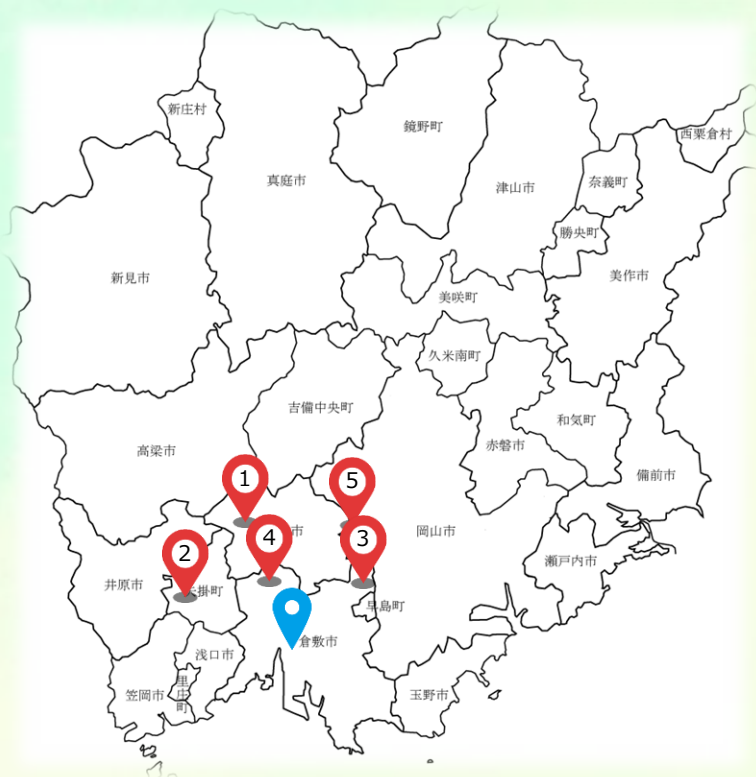 新庄村
鏡野町
西粟倉村
真庭市
津山市
奈義町
勝央町
新見市
美作市
美咲町
久米南町
吉備中央町
和気町
高梁市
赤磐市
備前市
1
5
市
岡山市
2
4
3
瀬戸内市
井原市
掛町
早島町
倉敷市
浅口市
笠岡市
里庄町
玉野市